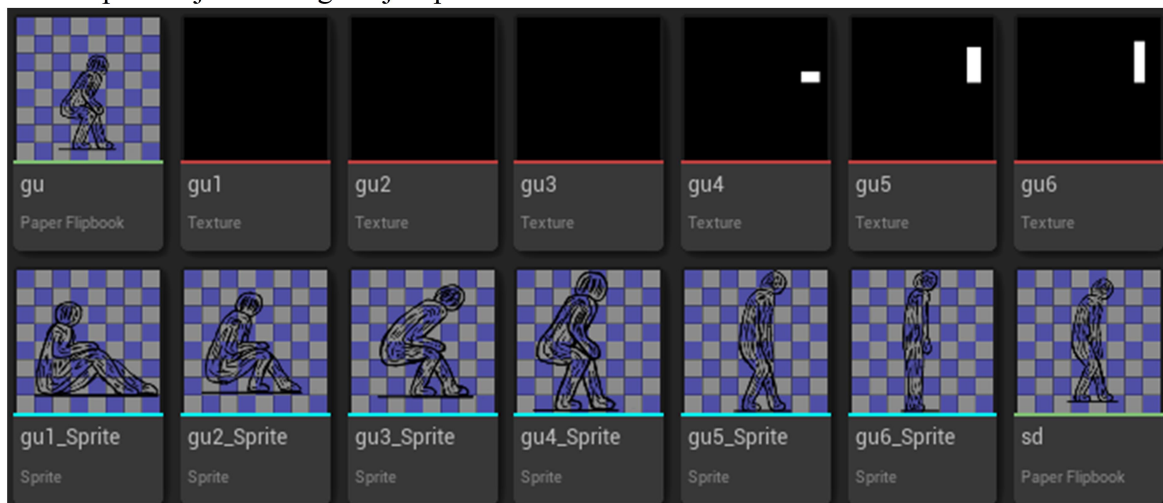 gu
Paper Flipbook
gu1
Texture
gu2
Texture
gu3
Texture
gu4
Texture
gu5
Texture
gu6
Texture
gu1_Sprite
Sprite
gu2_Sprite
Sprite
gu3_Sprite
Sprite
gu4_Sprite
Sprite
gu5_Sprite
Sprite
gu6_Sprite
Sprite
sd
Paper Flipbook